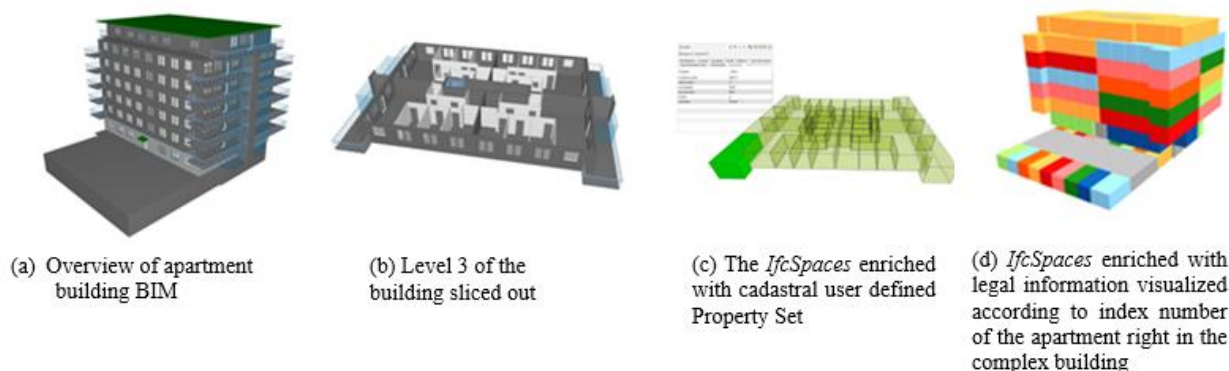 (a) Overview of apartment
building BIM
(b) Level 3 of the
building sliced out
(c) The IfcSpaces enriched
with cadastral user defined
Property Set
(d) IfcSpaces enriched with
legal information visualized
according to index number
of the apartment right in the
complex building